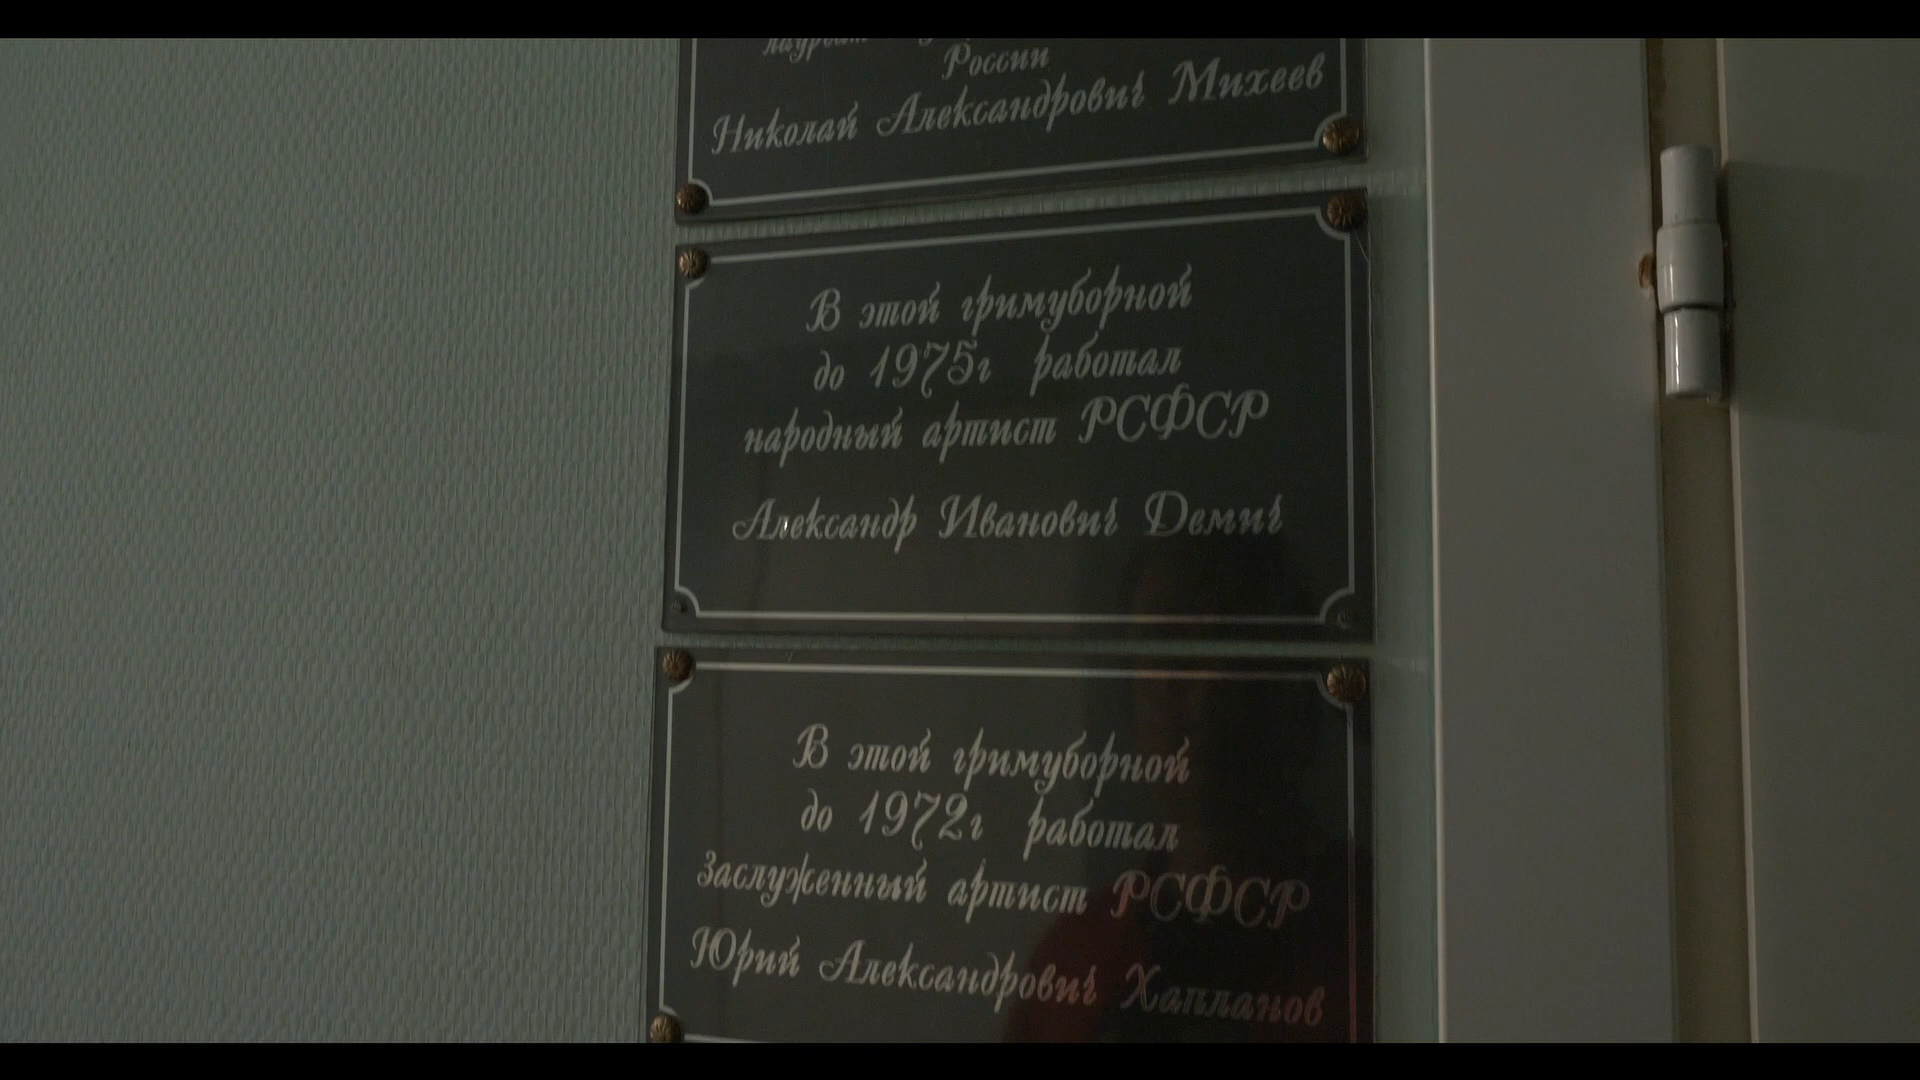 России
Николай Александрович Михеев
В этой гримуборной
до 1975г работал
народный артист РСФСР
Александр Иванович Демич
В этой гримуборной
до 1972г работал
Заслуженный артист РСФСР
Юрий Александрович Хапланов